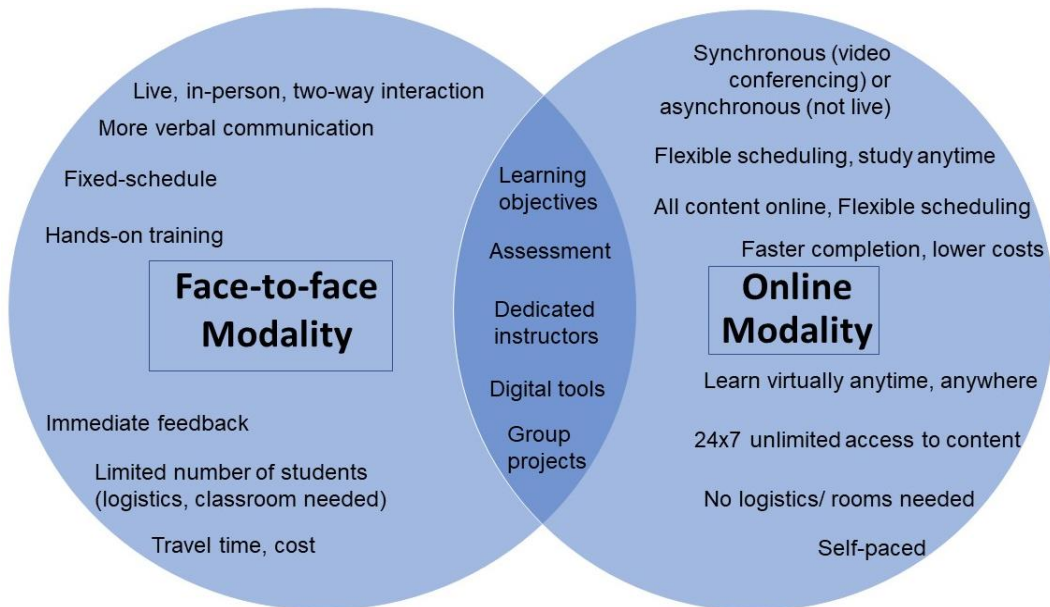 Live, in-person, two-way interaction
More verbal communication
Fixed-schedule
Hands-on training
Face-to-face
Modality
Immediate feedback
Limited number of students
(logistics, classroom needed)
Travel time, cost
Learning
objectives
Assessment
Dedicated
instructors
Digital tools
Group
projects
Synchronous (video
conferencing) or
asynchronous (not live)
Flexible scheduling, study anytime
All content online, Flexible scheduling
Faster completion, lower costs
Online
Modality
Learn virtually anytime, anywhere
24x7 unlimited access to content
No logistics/ rooms needed
Self-paced